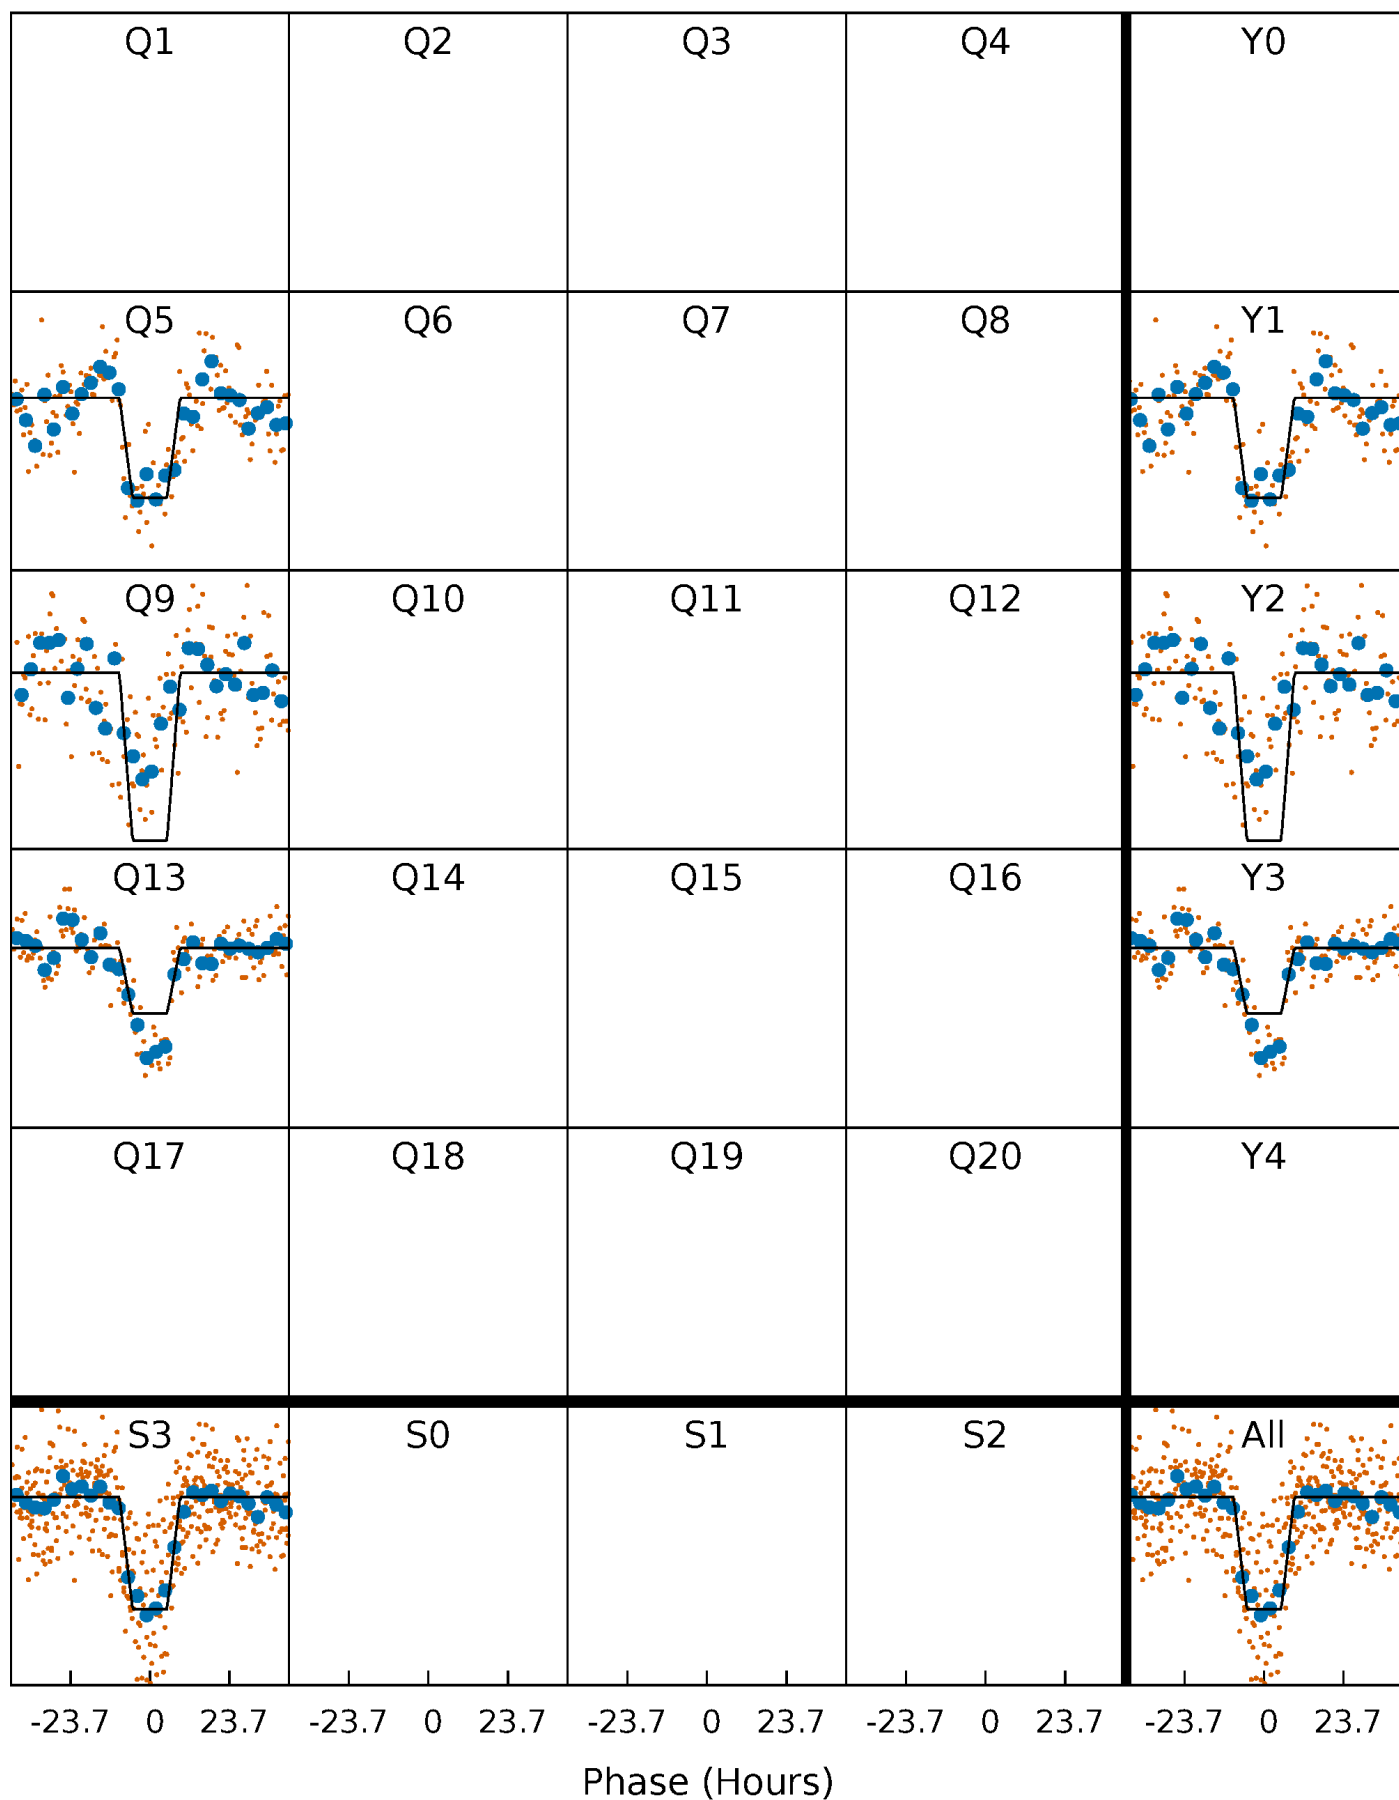 Q1 Q2 Q3 Q4 Y0
Q5 Q6 Q7 Q8 Y1
Q9 Q10 Q11 Q12 Y2
Q13 Q14 Q15 Q16 Y3
Q17 Q18 Q19 Q20 Y4
S3 S0 S1 S2 All
-23.7 0 23.7 -23.7 0 23.7 -23.7 0 23.7 -23.7 0 23.7 -23.7 0 23.7
Phase (Hours)